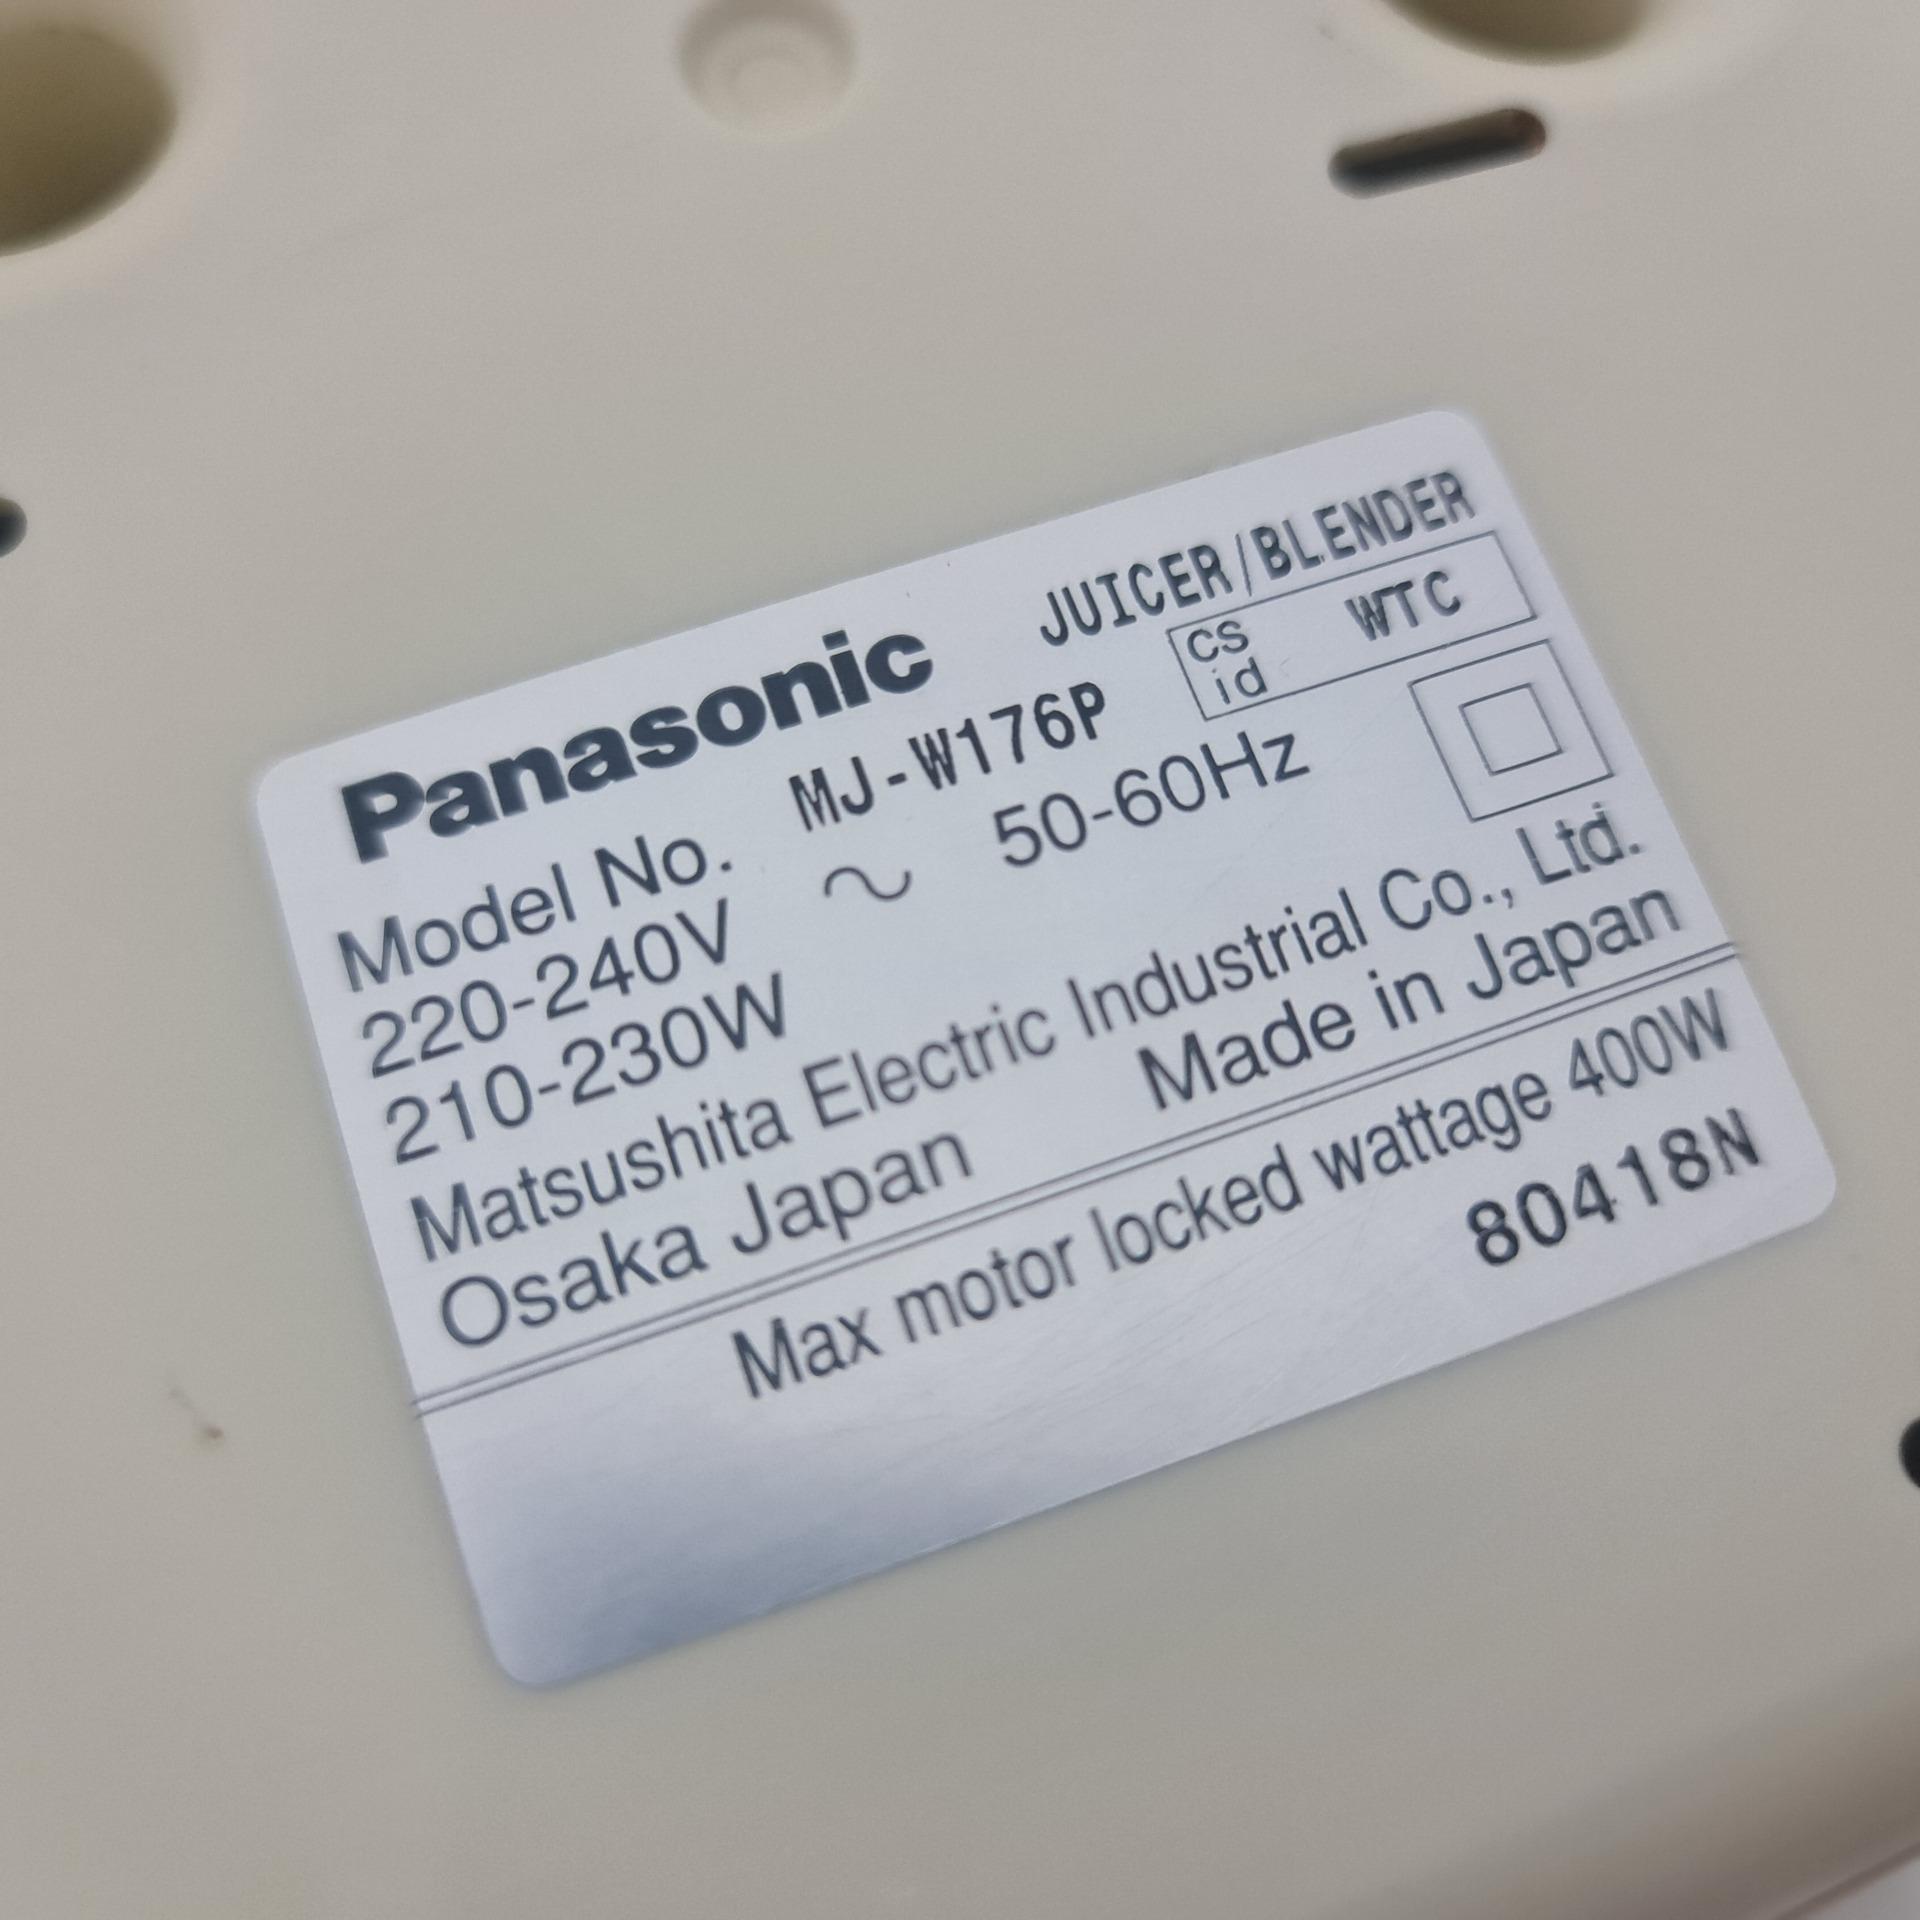 Panasonic JUICER/BLENDER
Model No. MJ-W176P CS id WTC
220-240V ~ 50-60Hz
210-230W
Matsushita Electric Industrial Co., Ltd.
Osaka Japan Made in Japan
Max motor locked wattage 400W
80418N